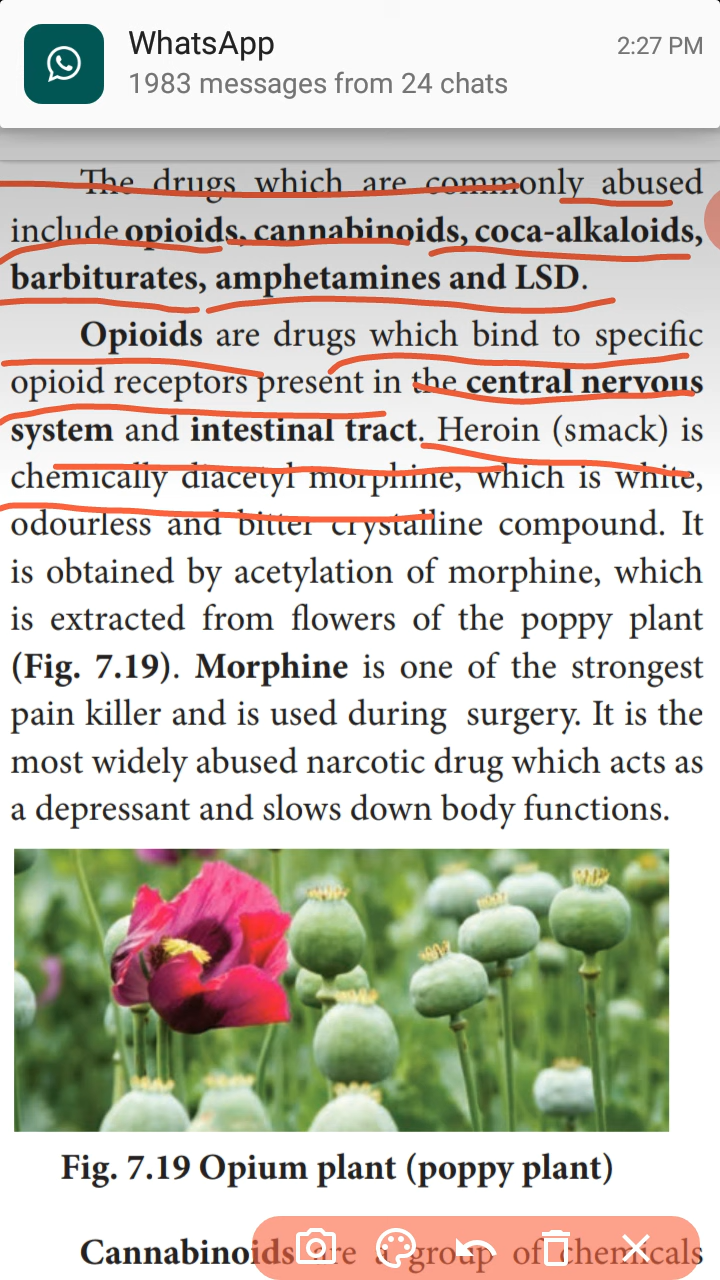 WhatsApp
2:27 PM
1983 messages from 24 chats
The drugs which are commonly abused
include opioids, cannabinoids, coca-alkaloids,
barbiturates, amphetamines and LSD.
Opioids are drugs which bind to specific
opioid receptors present in the central nervous
system and intestinal tract. Heroin (smack) is
chemically diacetyl morphine, which is white,
odourless and bitter crystalline compound. It
is obtained by acetylation of morphine, which
is extracted from flowers of the poppy plant
(Fig. 7.19). Morphine is one of the strongest
pain killer and is used during surgery. It is the
most widely abused narcotic drug which acts as
a depressant and slows down body functions.
Fig. 7.19 Opium plant (poppy plant)
Cannabinoids are a group of chemicals